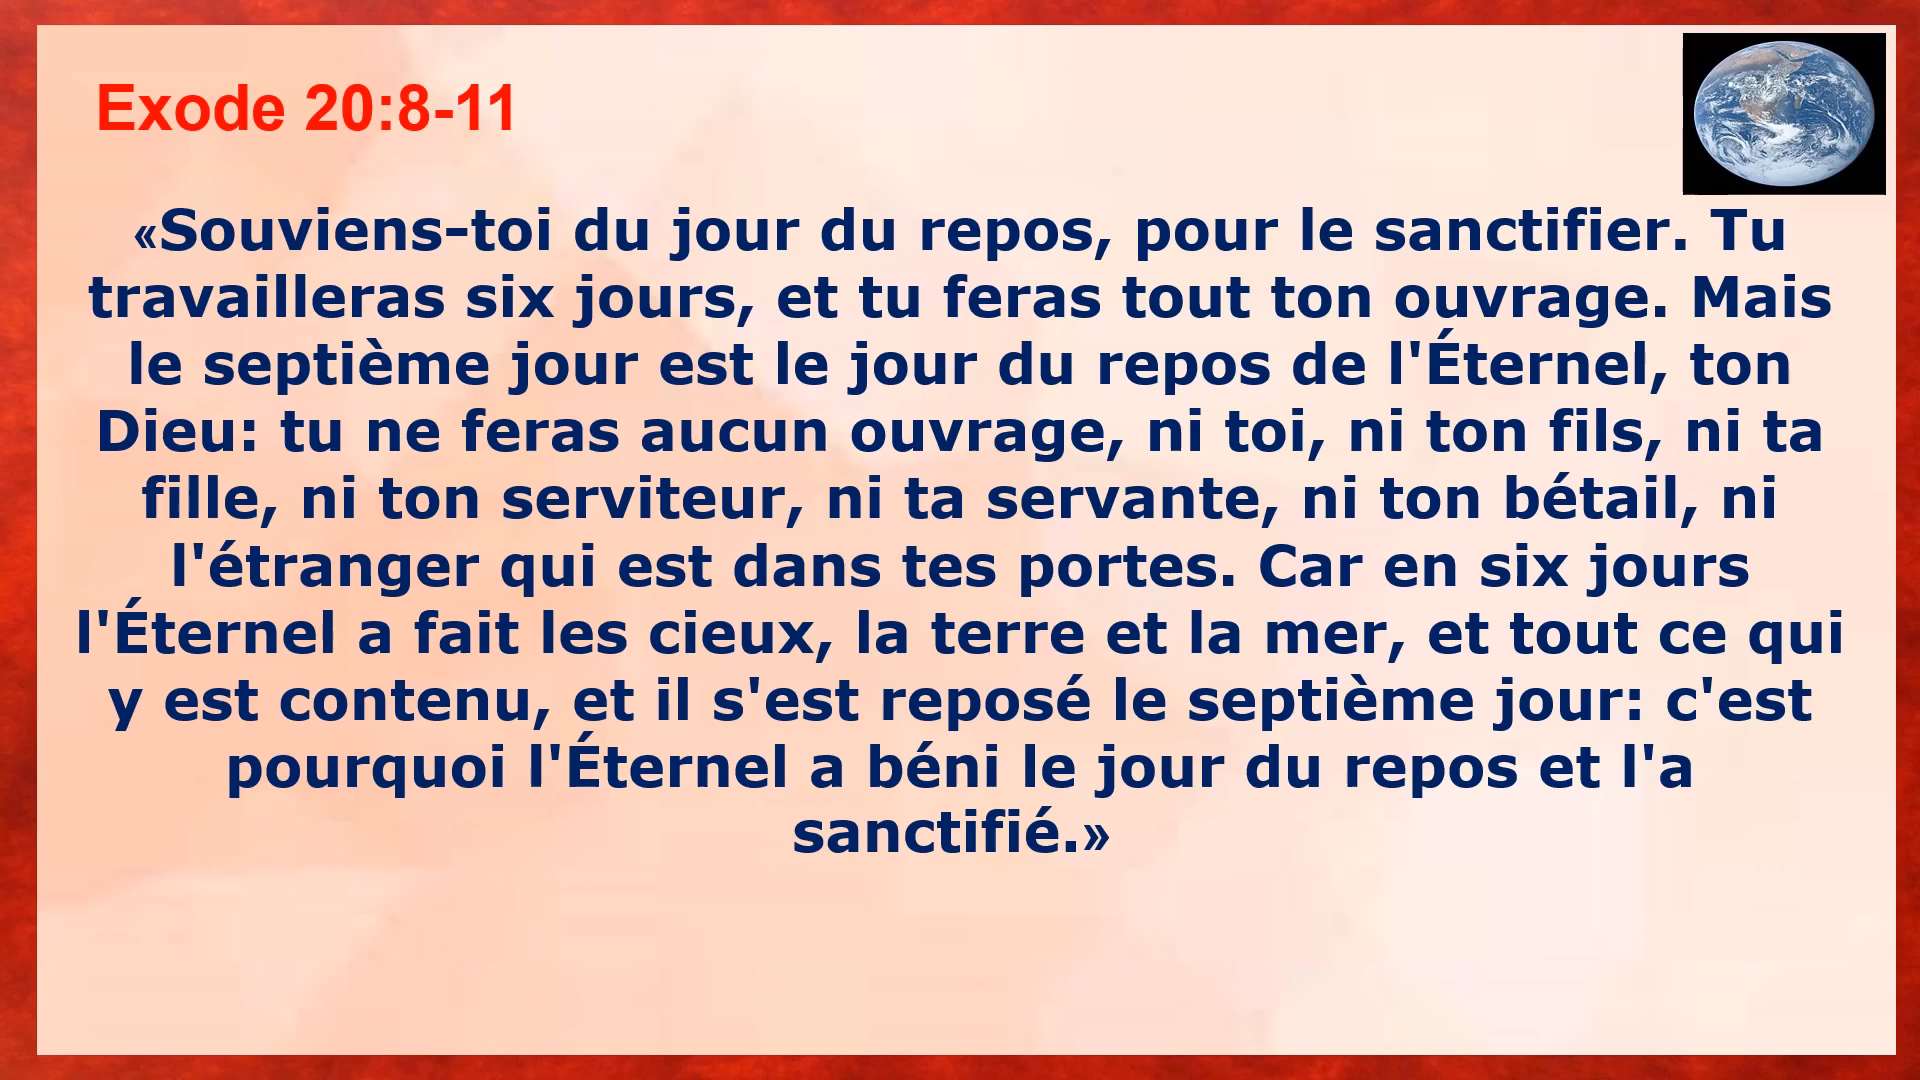 Exode 20:8-11
«Souviens-toi du jour du repos, pour le sanctifier. Tu
travailleras six jours, et tu feras tout ton ouvrage. Mais
le septième jour est le jour du repos de l'Éternel, ton
Dieu: tu ne feras aucun ouvrage, ni toi, ni ton fils, ni ta
fille, ni ton serviteur, ni ta servante, ni ton bétail, ni
l'étranger qui est dans tes portes. Car en six jours
l'Éternel a fait les cieux, la terre et la mer, et tout ce qui
y est contenu, et il s'est reposé le septième jour: c'est
pourquoi l'Éternel a béni le jour du repos et l'a
sanctifié.»